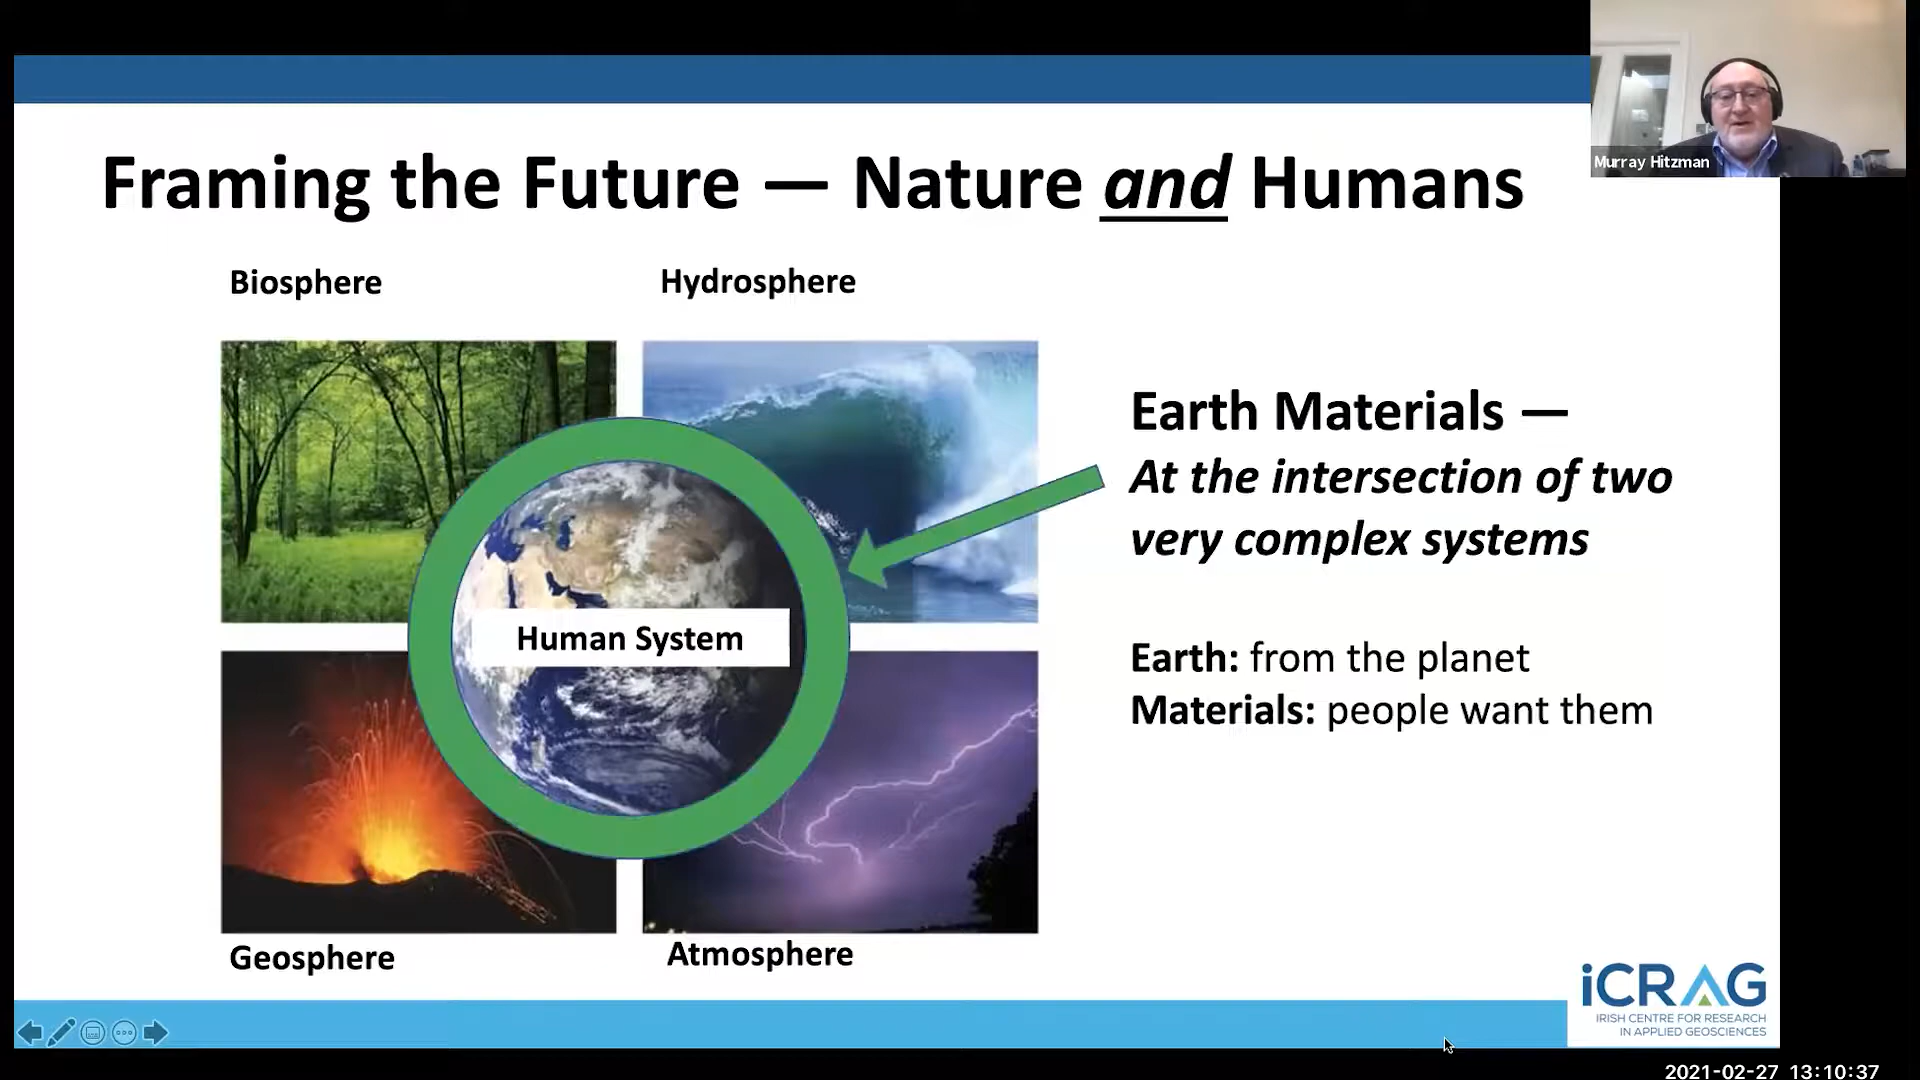 Murray Hitzman
Framing the Future — Nature and Humans
Biosphere
Hydrosphere
Earth Materials —
At the intersection of two
very complex systems
Human System
Earth: from the planet
Materials: people want them
Geosphere
Atmosphere
iCRAG
IRISH CENTRE FOR RESEARCH
IN APPLIED GEOSCIENCES
2021-02-27 13:10:37